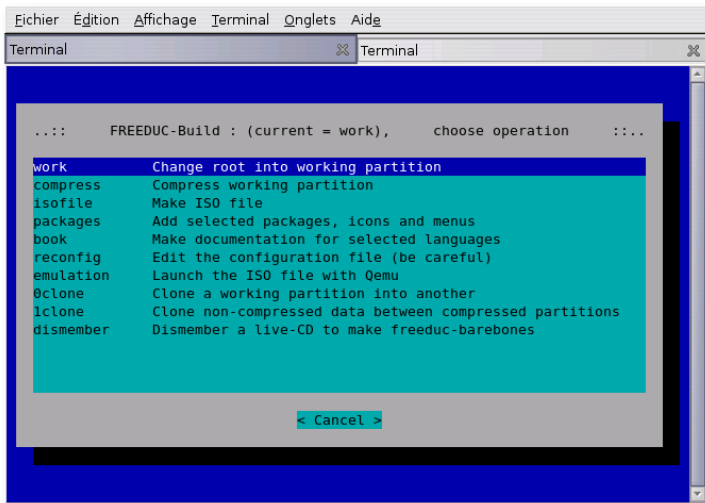 Fichier Édition Affichage Terminal Onglets Aide
Terminal Terminal
..:: FREEDUC-Build : (current = work), choose operation ::..
work Change root into working partition
compress Compress working partition
isofile Make ISO file
packages Add selected packages, icons and menus
book Make documentation for selected languages
reconfig Edit the configuration file (be careful)
emulation Launch the ISO file with Qemu
0clone Clone a working partition into another
1clone Clone non-compressed data between compressed partitions
dismember Dismember a live-CD to make freeduc-barebones
< Cancel >